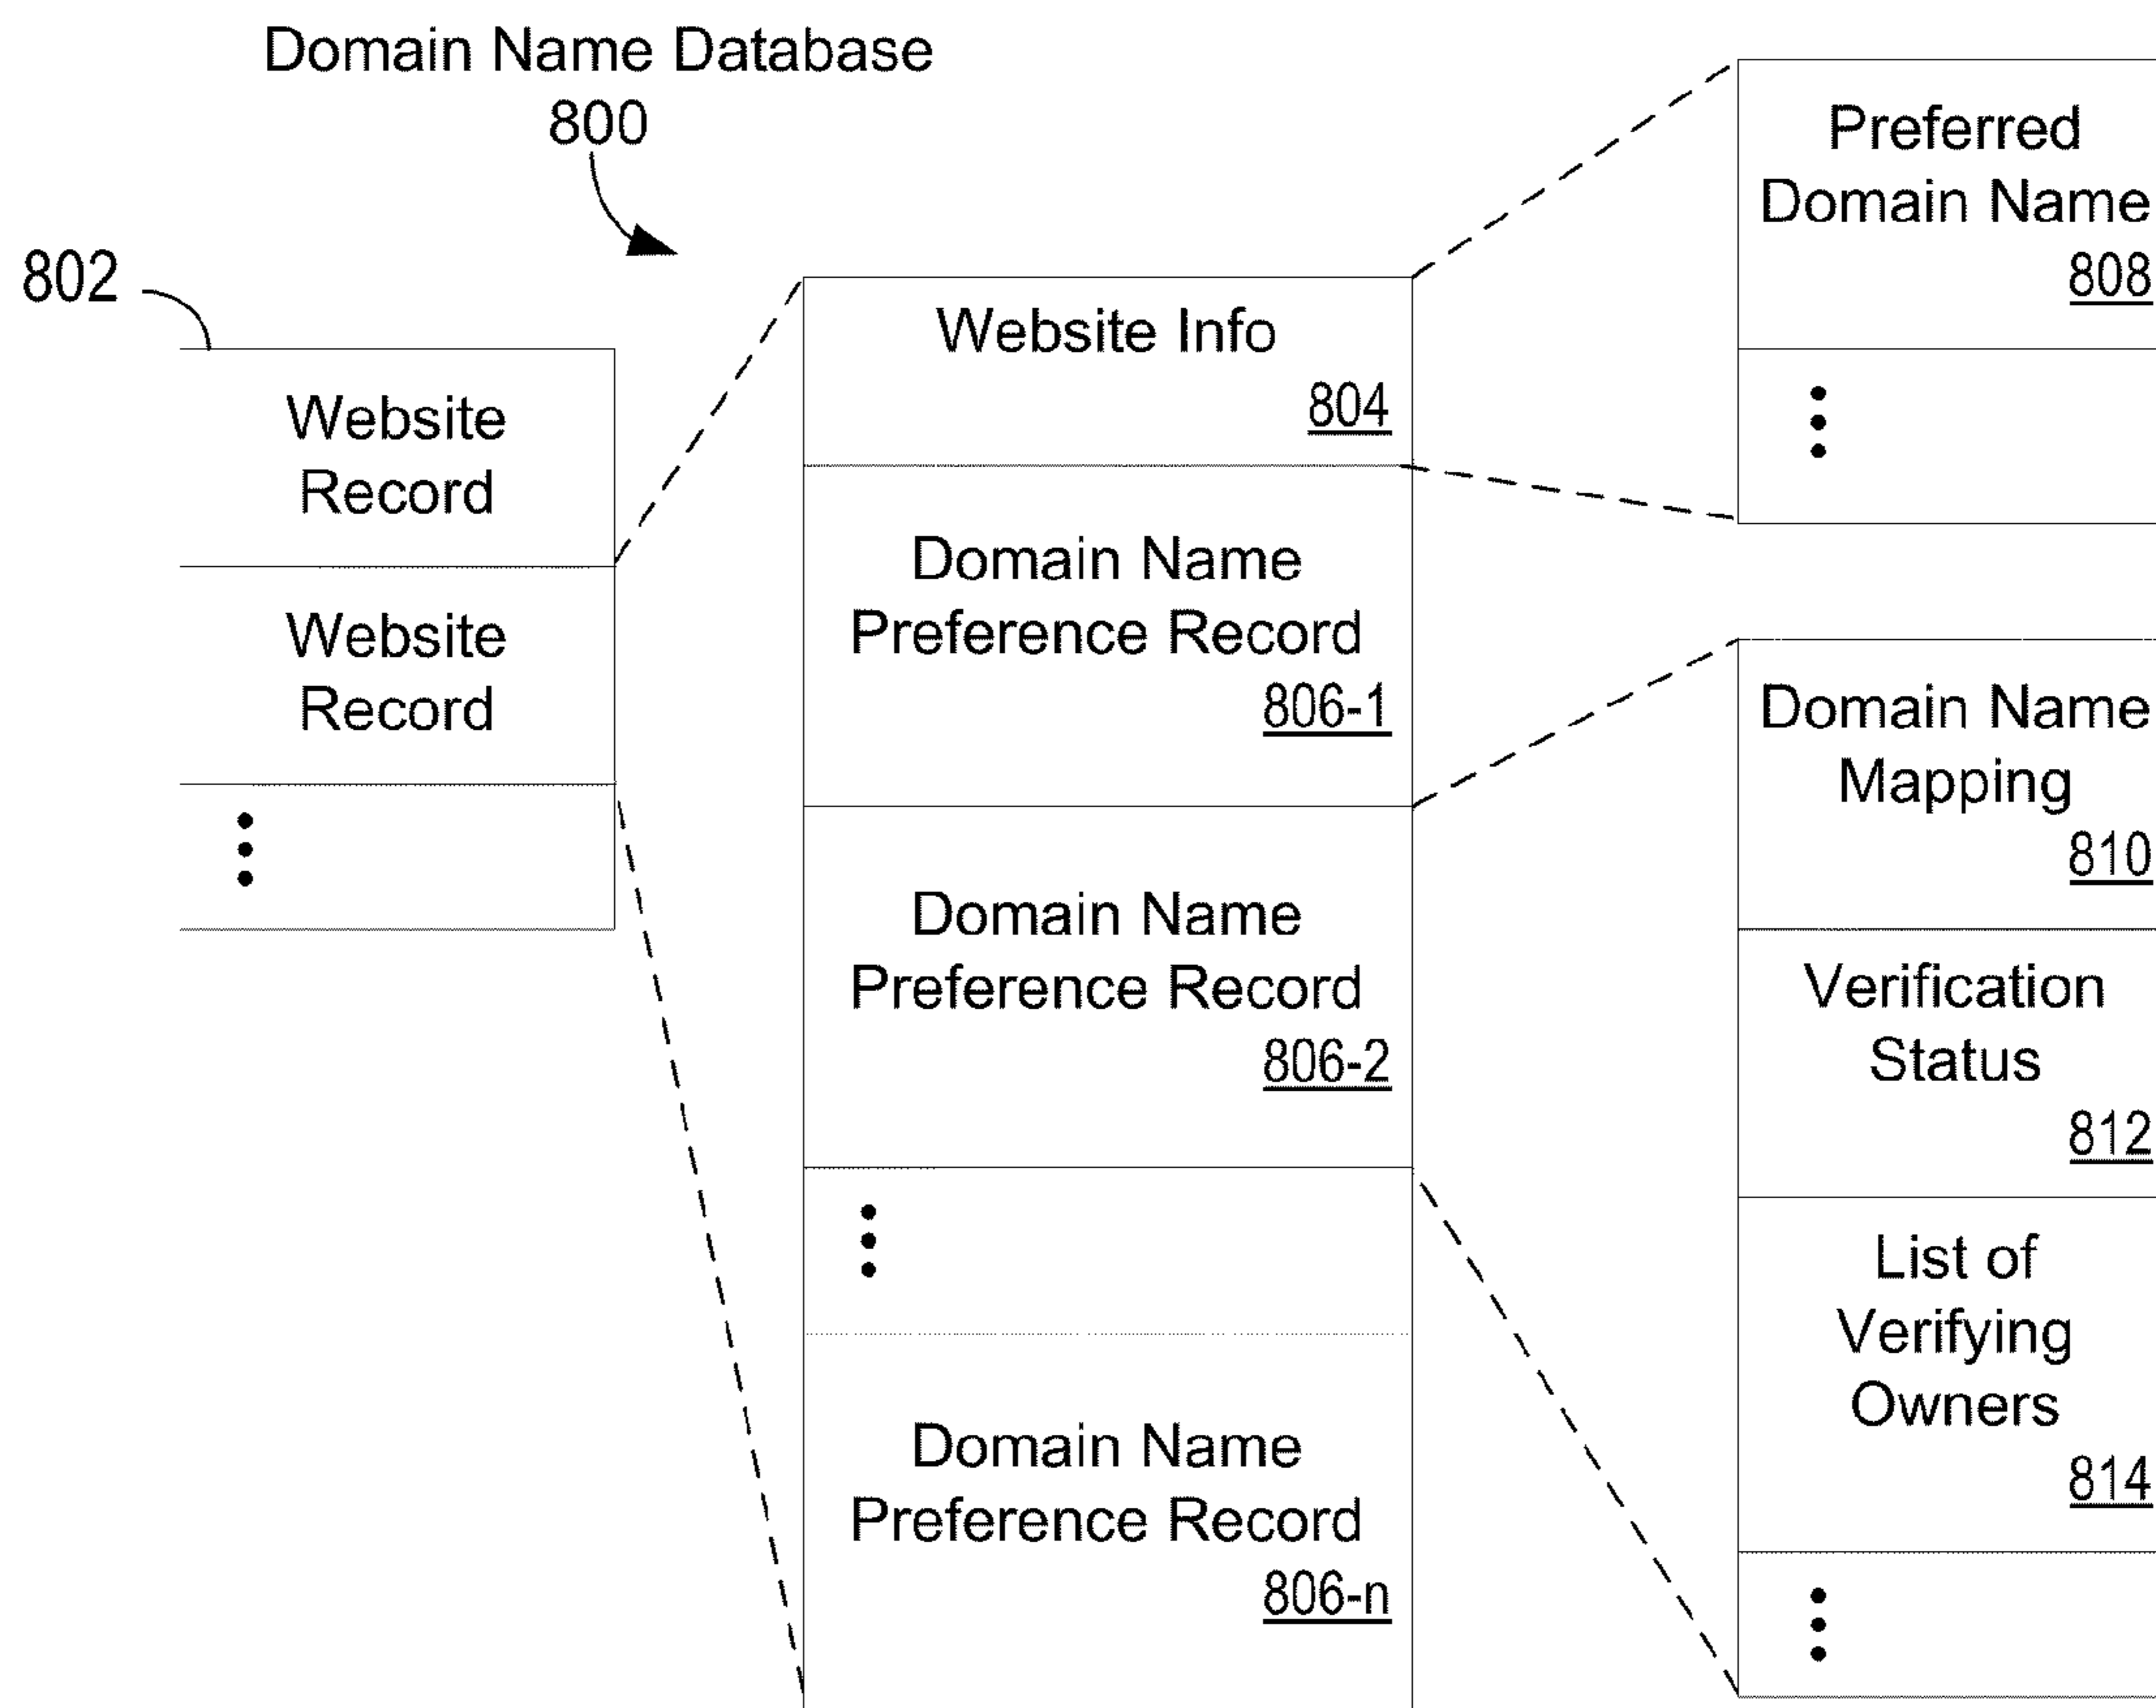 Domain Name Database
800
802
Website
Record
Website
Record
Website Info
804
Domain Name
Preference Record
806-1
Domain Name
Preference Record
806-2
Domain Name
Preference Record
806-n
Preferred
Domain Name
808
Domain Name
Mapping
810
Verification
Status
812
List of
Verifying
Owners
814